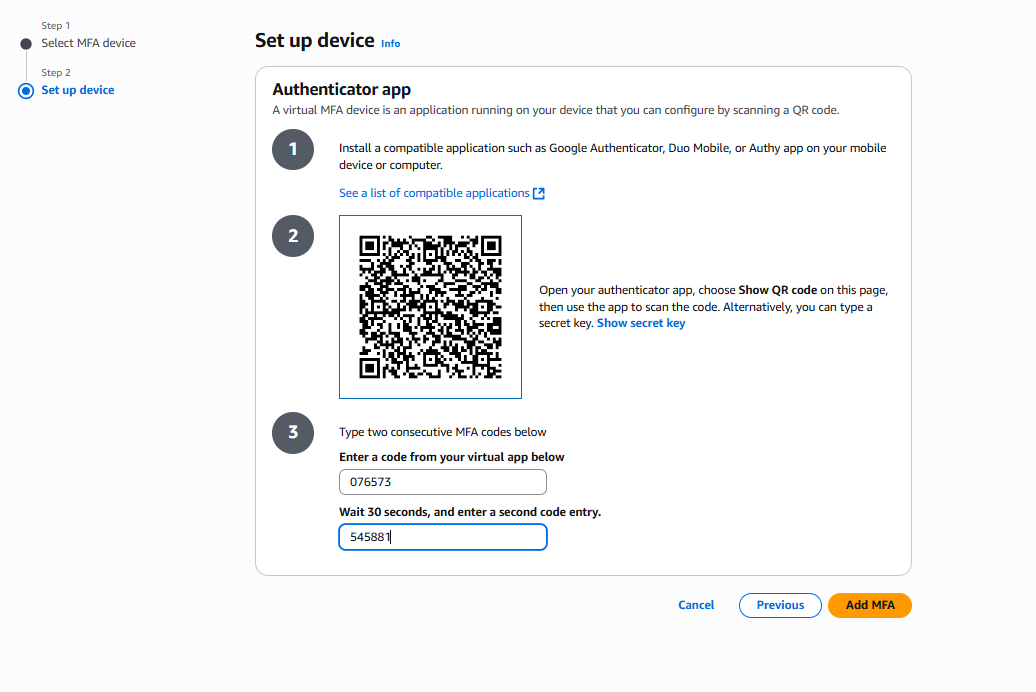 Step 1
Select MFA device
Step 2
Set up device
Set up device Info
Authenticator app
A virtual MFA device is an application running on your device that you can configure by scanning a QR code.
1
Install a compatible application such as Google Authenticator, Duo Mobile, or Authy app on your mobile
device or computer.
See a list of compatible applications
2
Open your authenticator app, choose Show QR code on this page,
then use the app to scan the code. Alternatively, you can type a
secret key. Show secret key
3
Type two consecutive MFA codes below
Enter a code from your virtual app below
076573
Wait 30 seconds, and enter a second code entry.
545881
Cancel
Previous
Add MFA